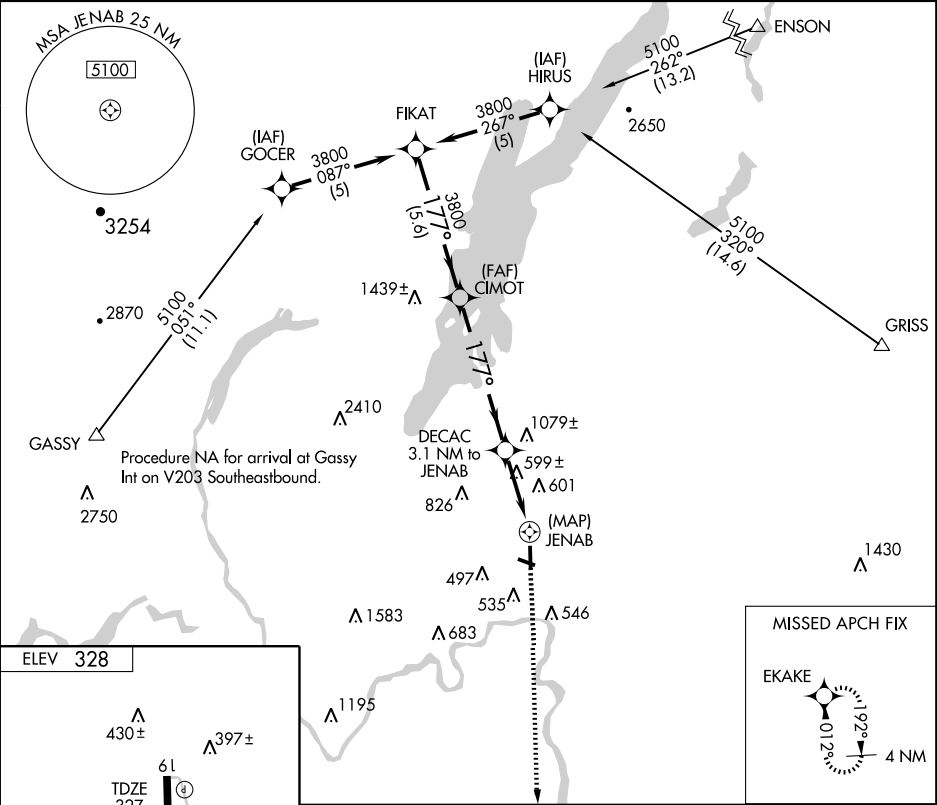 MSA JENAB 25 NM
5100
3254
2870
(IAF)
GOCER
3800
087°
(5)
FIKAT
(IAF)
HIRUS
3800
267°
(5)
5100
262°
(13.2)
ENSON
2650
5100
320°
(14.6)
GRISS
3800
177°
(5.6)
(FAF)
CIMOT
1439±
5100
051°
(11.1)
GASSY
2750
Procedure NA for arrival at Gassy
Int on V203 Southeastbound.
2410
177°
DECAC
3.1 NM to
JENAB
1079±
599±
601
826
(MAP)
JENAB
497
535
546
1583
683
1195
1430
ELEV 328
430±
397±
19
TDZE
327
P
MISSED APCH FIX
EKAKE
012°
192°
4 NM